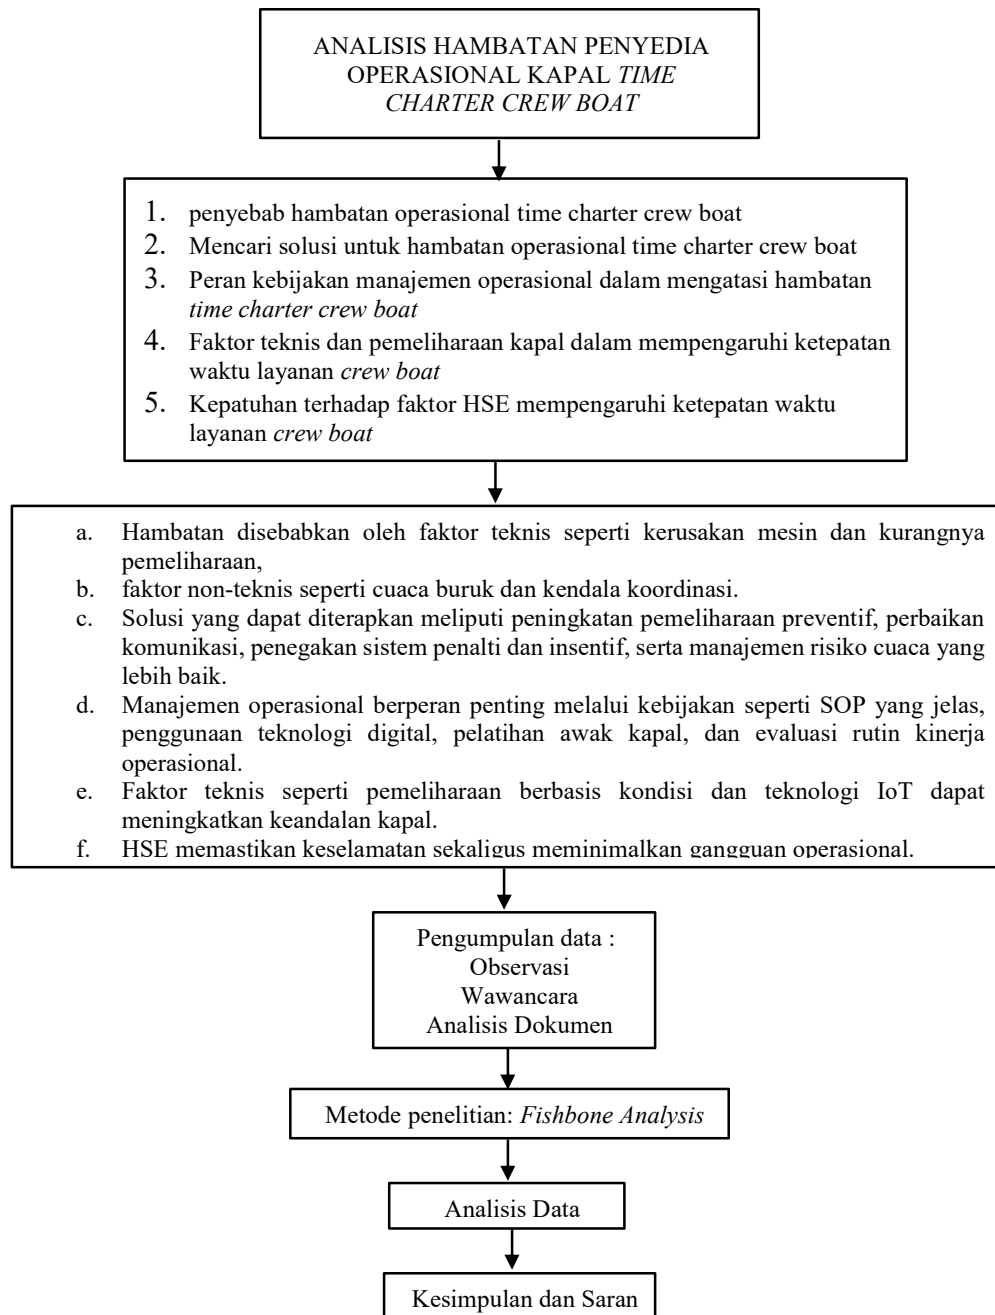 ANALISIS HAMBATAN PENYEDIA
OPERASIONAL KAPAL TIME
CHARTER CREW BOAT
1. penyebab hambatan operasional time charter crew boat
2. Mencari solusi untuk hambatan operasional time charter crew boat
3. Peran kebijakan manajemen operasional dalam mengatasi hambatan
time charter crew boat
4. Faktor teknis dan pemeliharaan kapal dalam mempengaruhi ketepatan
waktu layanan crew boat
5. Kepatuhan terhadap faktor HSE mempengaruhi ketepatan waktu
layanan crew boat
a. Hambatan disebabkan oleh faktor teknis seperti kerusakan mesin dan kurangnya
pemeliharaan,
b. faktor non-teknis seperti cuaca buruk dan kendala koordinasi.
c. Solusi yang dapat diterapkan meliputi peningkatan pemeliharaan preventif, perbaikan
komunikasi, penegakan sistem penalti dan insentif, serta manajemen risiko cuaca yang
lebih baik.
d. Manajemen operasional berperan penting melalui kebijakan seperti SOP yang jelas,
penggunaan teknologi digital, pelatihan awak kapal, dan evaluasi rutin kinerja
operasional.
e. Faktor teknis seperti pemeliharaan berbasis kondisi dan teknologi IoT dapat
meningkatkan keandalan kapal.
f. HSE memastikan keselamatan sekaligus meminimalkan gangguan operasional.
Pengumpulan data :
Observasi
Wawancara
Analisis Dokumen
Metode penelitian: Fishbone Analysis
Analisis Data
Kesimpulan dan Saran